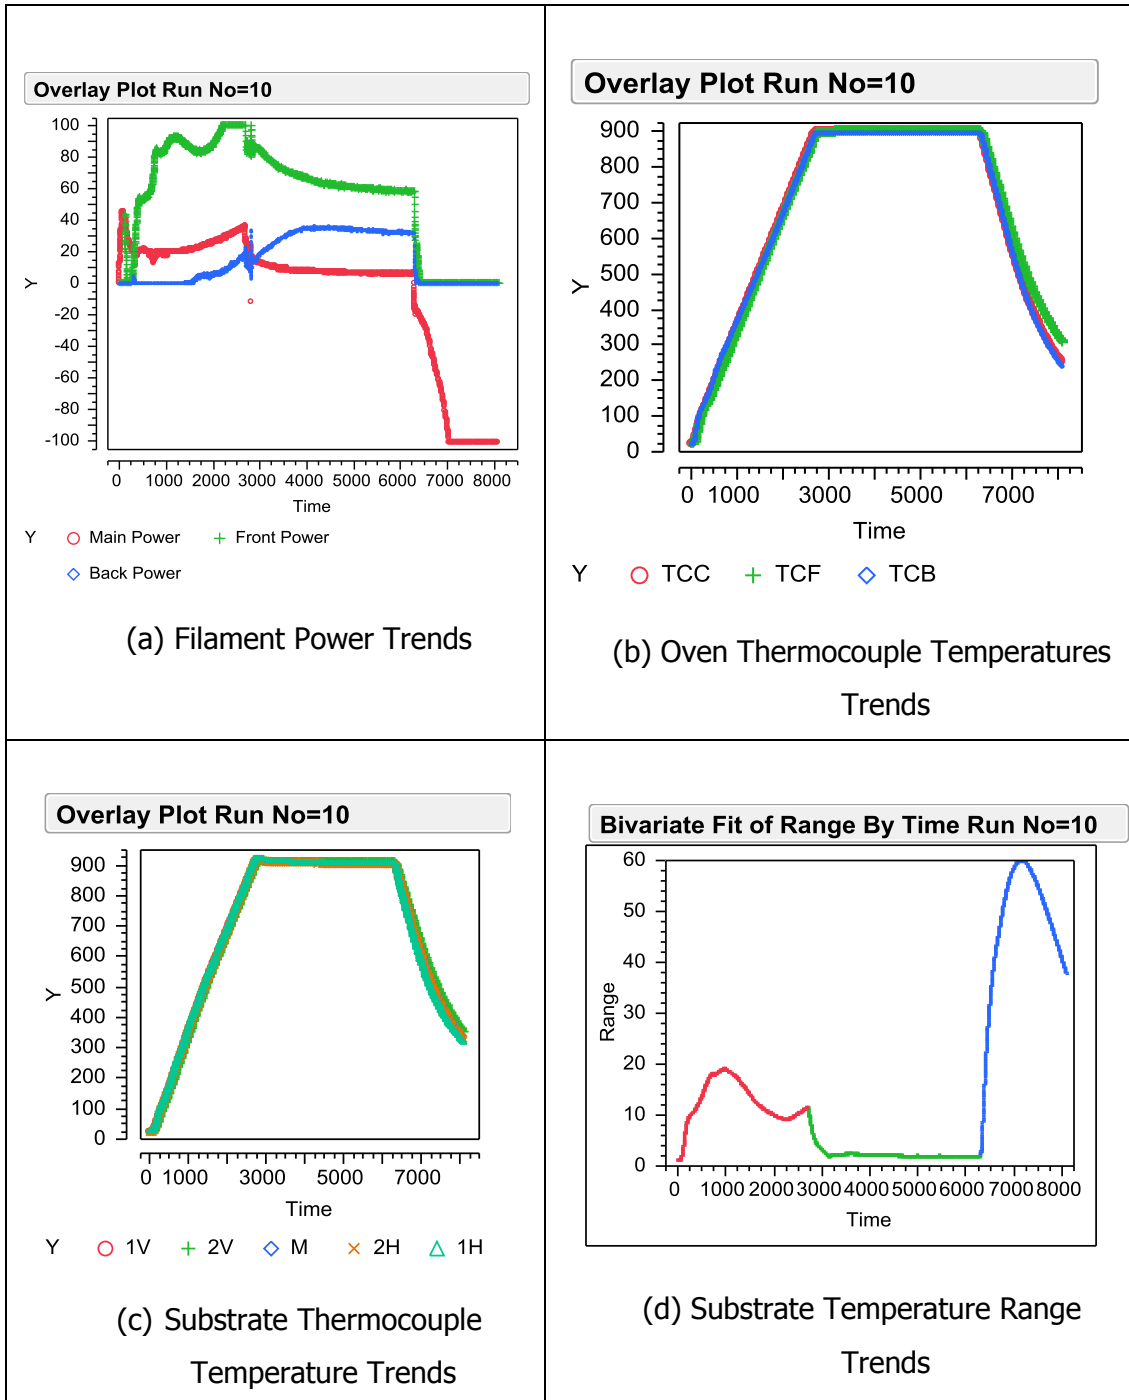 Overlay Plot Run No=10
100
80
60
40
20
0
-20
-40
-60
-80
-100
Y
0 1000 2000 3000 4000 5000 6000 7000 8000
Time
Y Main Power Front Power
Back Power
(a) Filament Power Trends
Overlay Plot Run No=10
900
800
700
600
500
400
300
200
100
0
Y
0 1000 3000 5000 7000
Time
Y TCC TCF TCB
(b) Oven Thermocouple Temperatures
Trends
Overlay Plot Run No=10
900
800
700
600
500
400
300
200
100
0
Y
0 1000 3000 5000 7000
Time
Y 1V 2V M 2H 1H
(c) Substrate Thermocouple
Temperature Trends
Bivariate Fit of Range By Time Run No=10
60
50
40
30
20
10
0
Range
0 1000 2000 3000 4000 5000 6000 7000 8000
Time
(d) Substrate Temperature Range
Trends